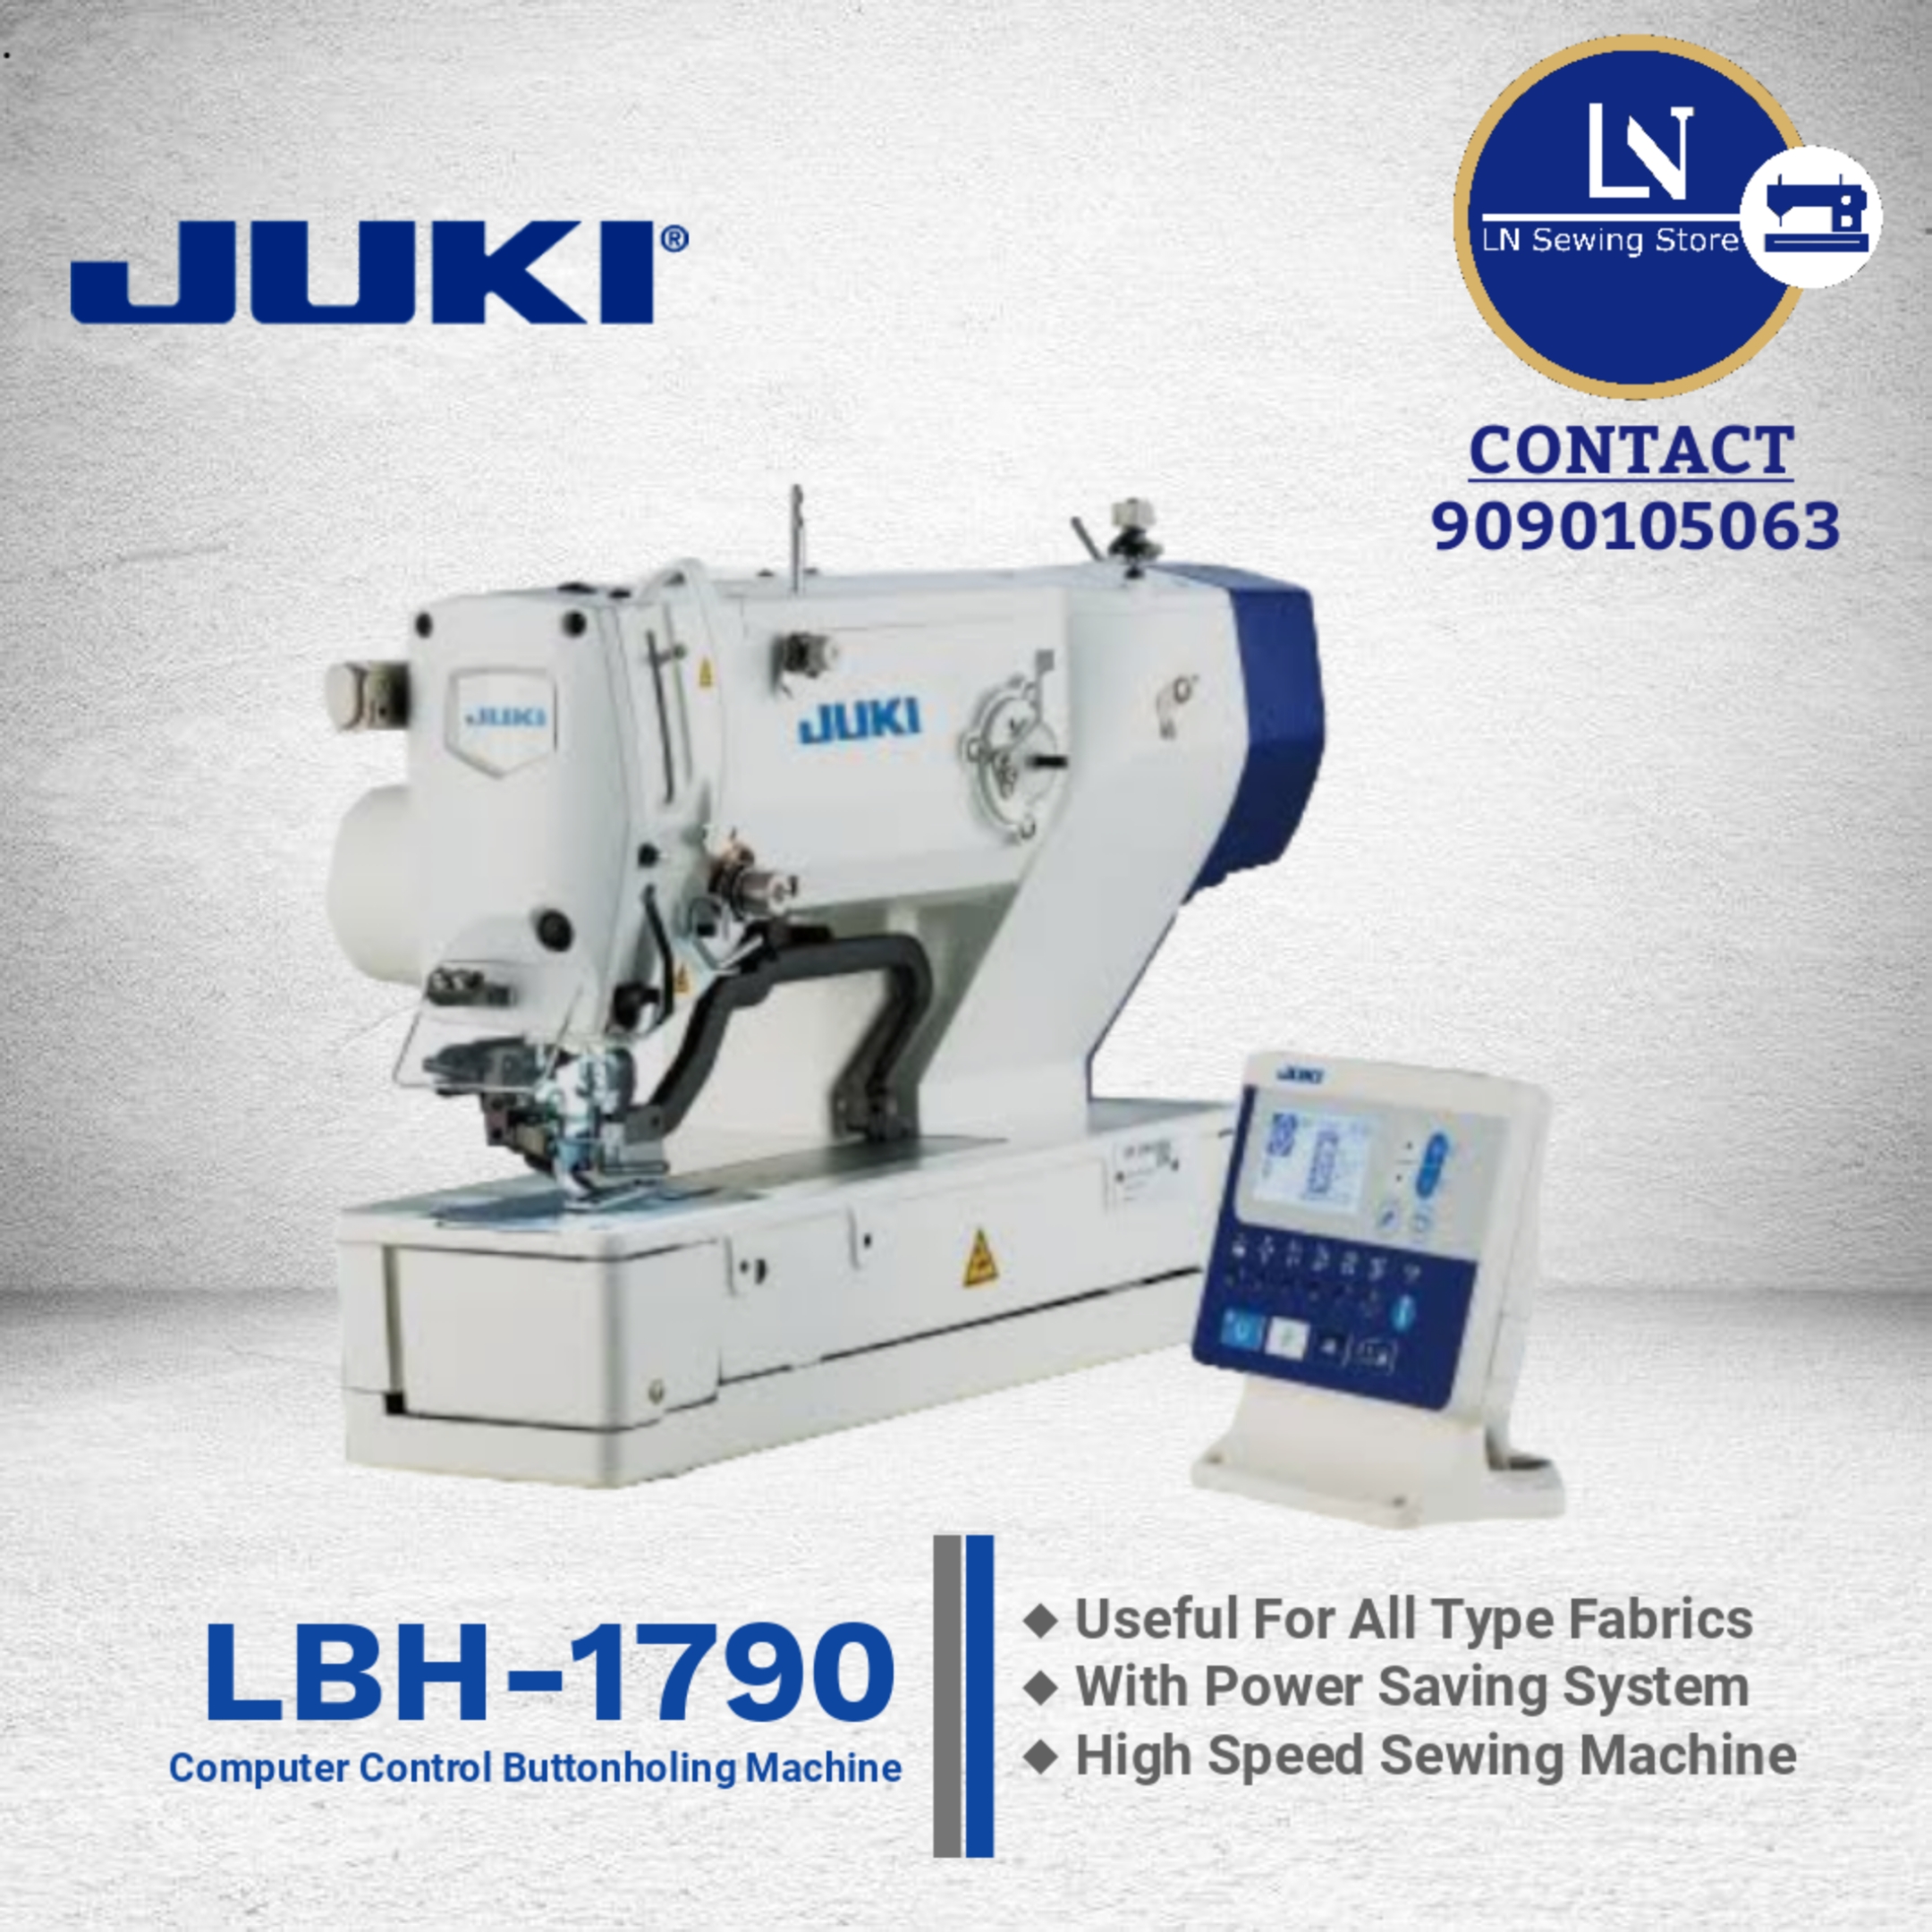 JUKI®
LN
LN Sewing Store
CONTACT
9090105063
JUKI
JUKI
JUKI
LBH-1790
Computer Control Buttonholing Machine
◆ Useful For All Type Fabrics
◆ With Power Saving System
◆ High Speed Sewing Machine